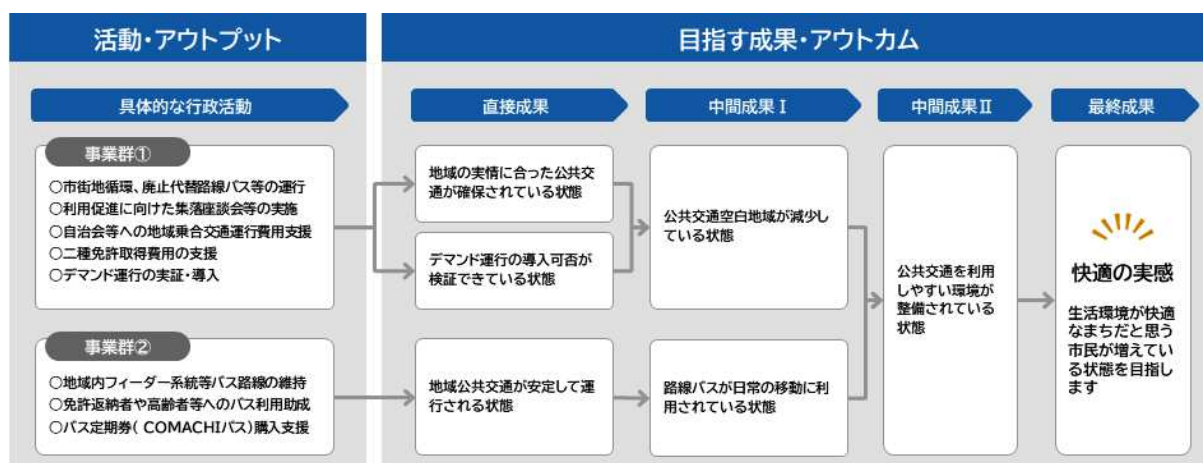 活動・アウトプット
目指す成果・アウトカム
具体的な行政活動
直接成果
中間成果Ⅰ
中間成果Ⅱ
最終成果
事業群①
○市街地循環、廃止代替路線バス等の運行
○利用促進に向けた集落座談会等の実施
○自治会等への地域乗合交通運行費用支援
○二種免許取得費用の支援
○デマンド運行の実証・導入
地域の実情に合った公共交
通が確保されている状態
デマンド運行の導入可否が
検証できている状態
公共交通空白地域が減少し
ている状態
事業群②
○地域内フィーダー系統等バス路線の維持
○免許返納者や高齢者等へのバス利用助成
○バス定期券(COMACHIパス)購入支援
地域公共交通が安定して運
行される状態
路線バスが日常の移動に利
用されている状態
公共交通を利用
しやすい環境が
整備されている
状態
快適の実感
生活環境が快適
なまちだと思う
市民が増えてい
る状態を目指し
ます